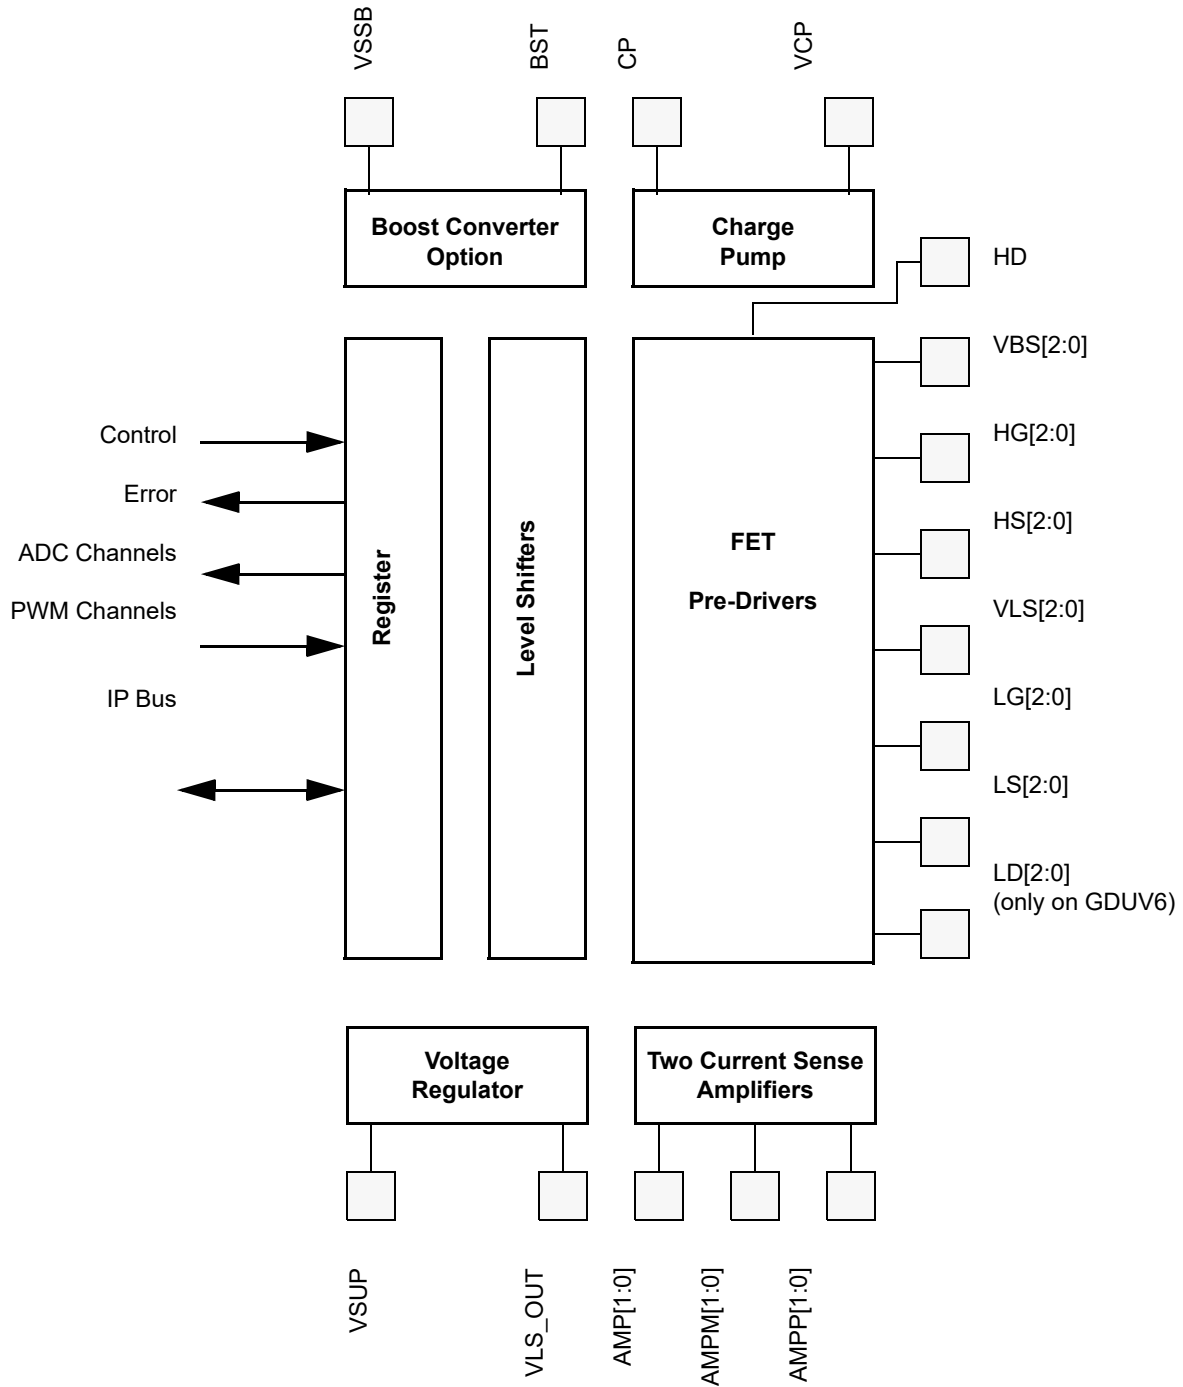 VSSB
BST
CP
VCP
Boost Converter
Option
Charge
Pump
HD
VBS[2:0]
HG[2:0]
HS[2:0]
VLS[2:0]
LG[2:0]
LS[2:0]
LD[2:0]
(only on GDUV6)
Control
Error
ADC Channels
PWM Channels
IP Bus
Register
Level Shifters
FET
Pre-Drivers
Voltage
Regulator
Two Current Sense
Amplifiers
VSUP
VLS_OUT
AMP[1:0]
AMPM[1:0]
AMPP[1:0]